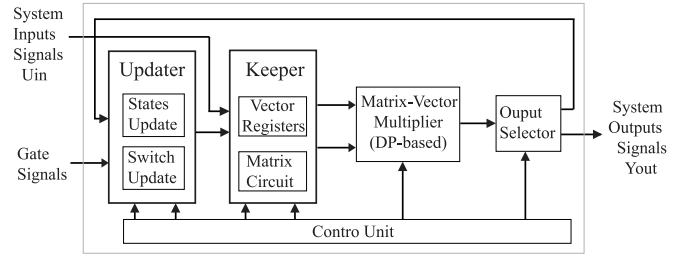 System
Inputs
Signals
Uin
Gate
Signals
Updater
States
Update
Switch
Update
Keeper
Vector
Registers
Matrix
Circuit
Matrix-Vector
Multiplier
(DP-based)
Ouput
Selector
System
Outputs
Signals
Yout
Contro Unit